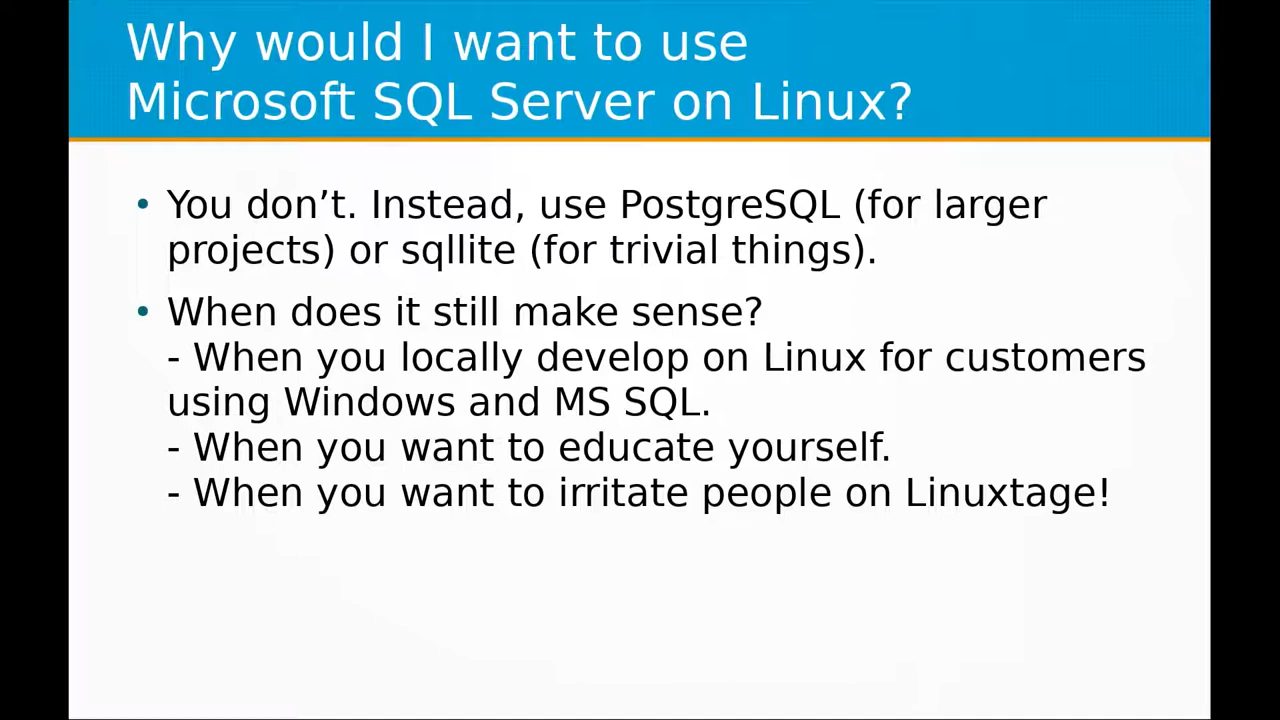 Why would I want to use
Microsoft SQL Server on Linux?
• You don’t. Instead, use PostgreSQL (for larger
projects) or sqllite (for trivial things).
• When does it still make sense?
- When you locally develop on Linux for customers
using Windows and MS SQL.
- When you want to educate yourself.
- When you want to irritate people on Linuxtage!